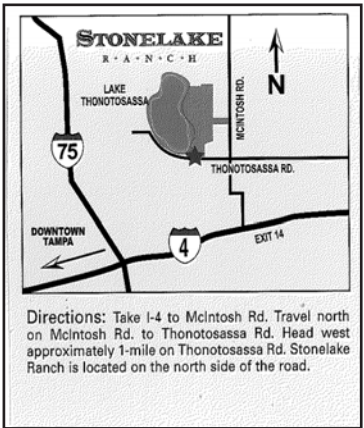 STONELAKE
R • A • N • C • H
N
LAKE
THONOTOSASSA
MCINTOSH RD.
75
THONOTOSASSA RD.
DOWNTOWN
TAMPA
4
EXIT 14
Directions: Take I-4 to McIntosh Rd. Travel north
on McIntosh Rd. to Thonotosassa Rd. Head west
approximately 1-mile on Thonotosassa Rd. Stonelake
Ranch is located on the north side of the road.